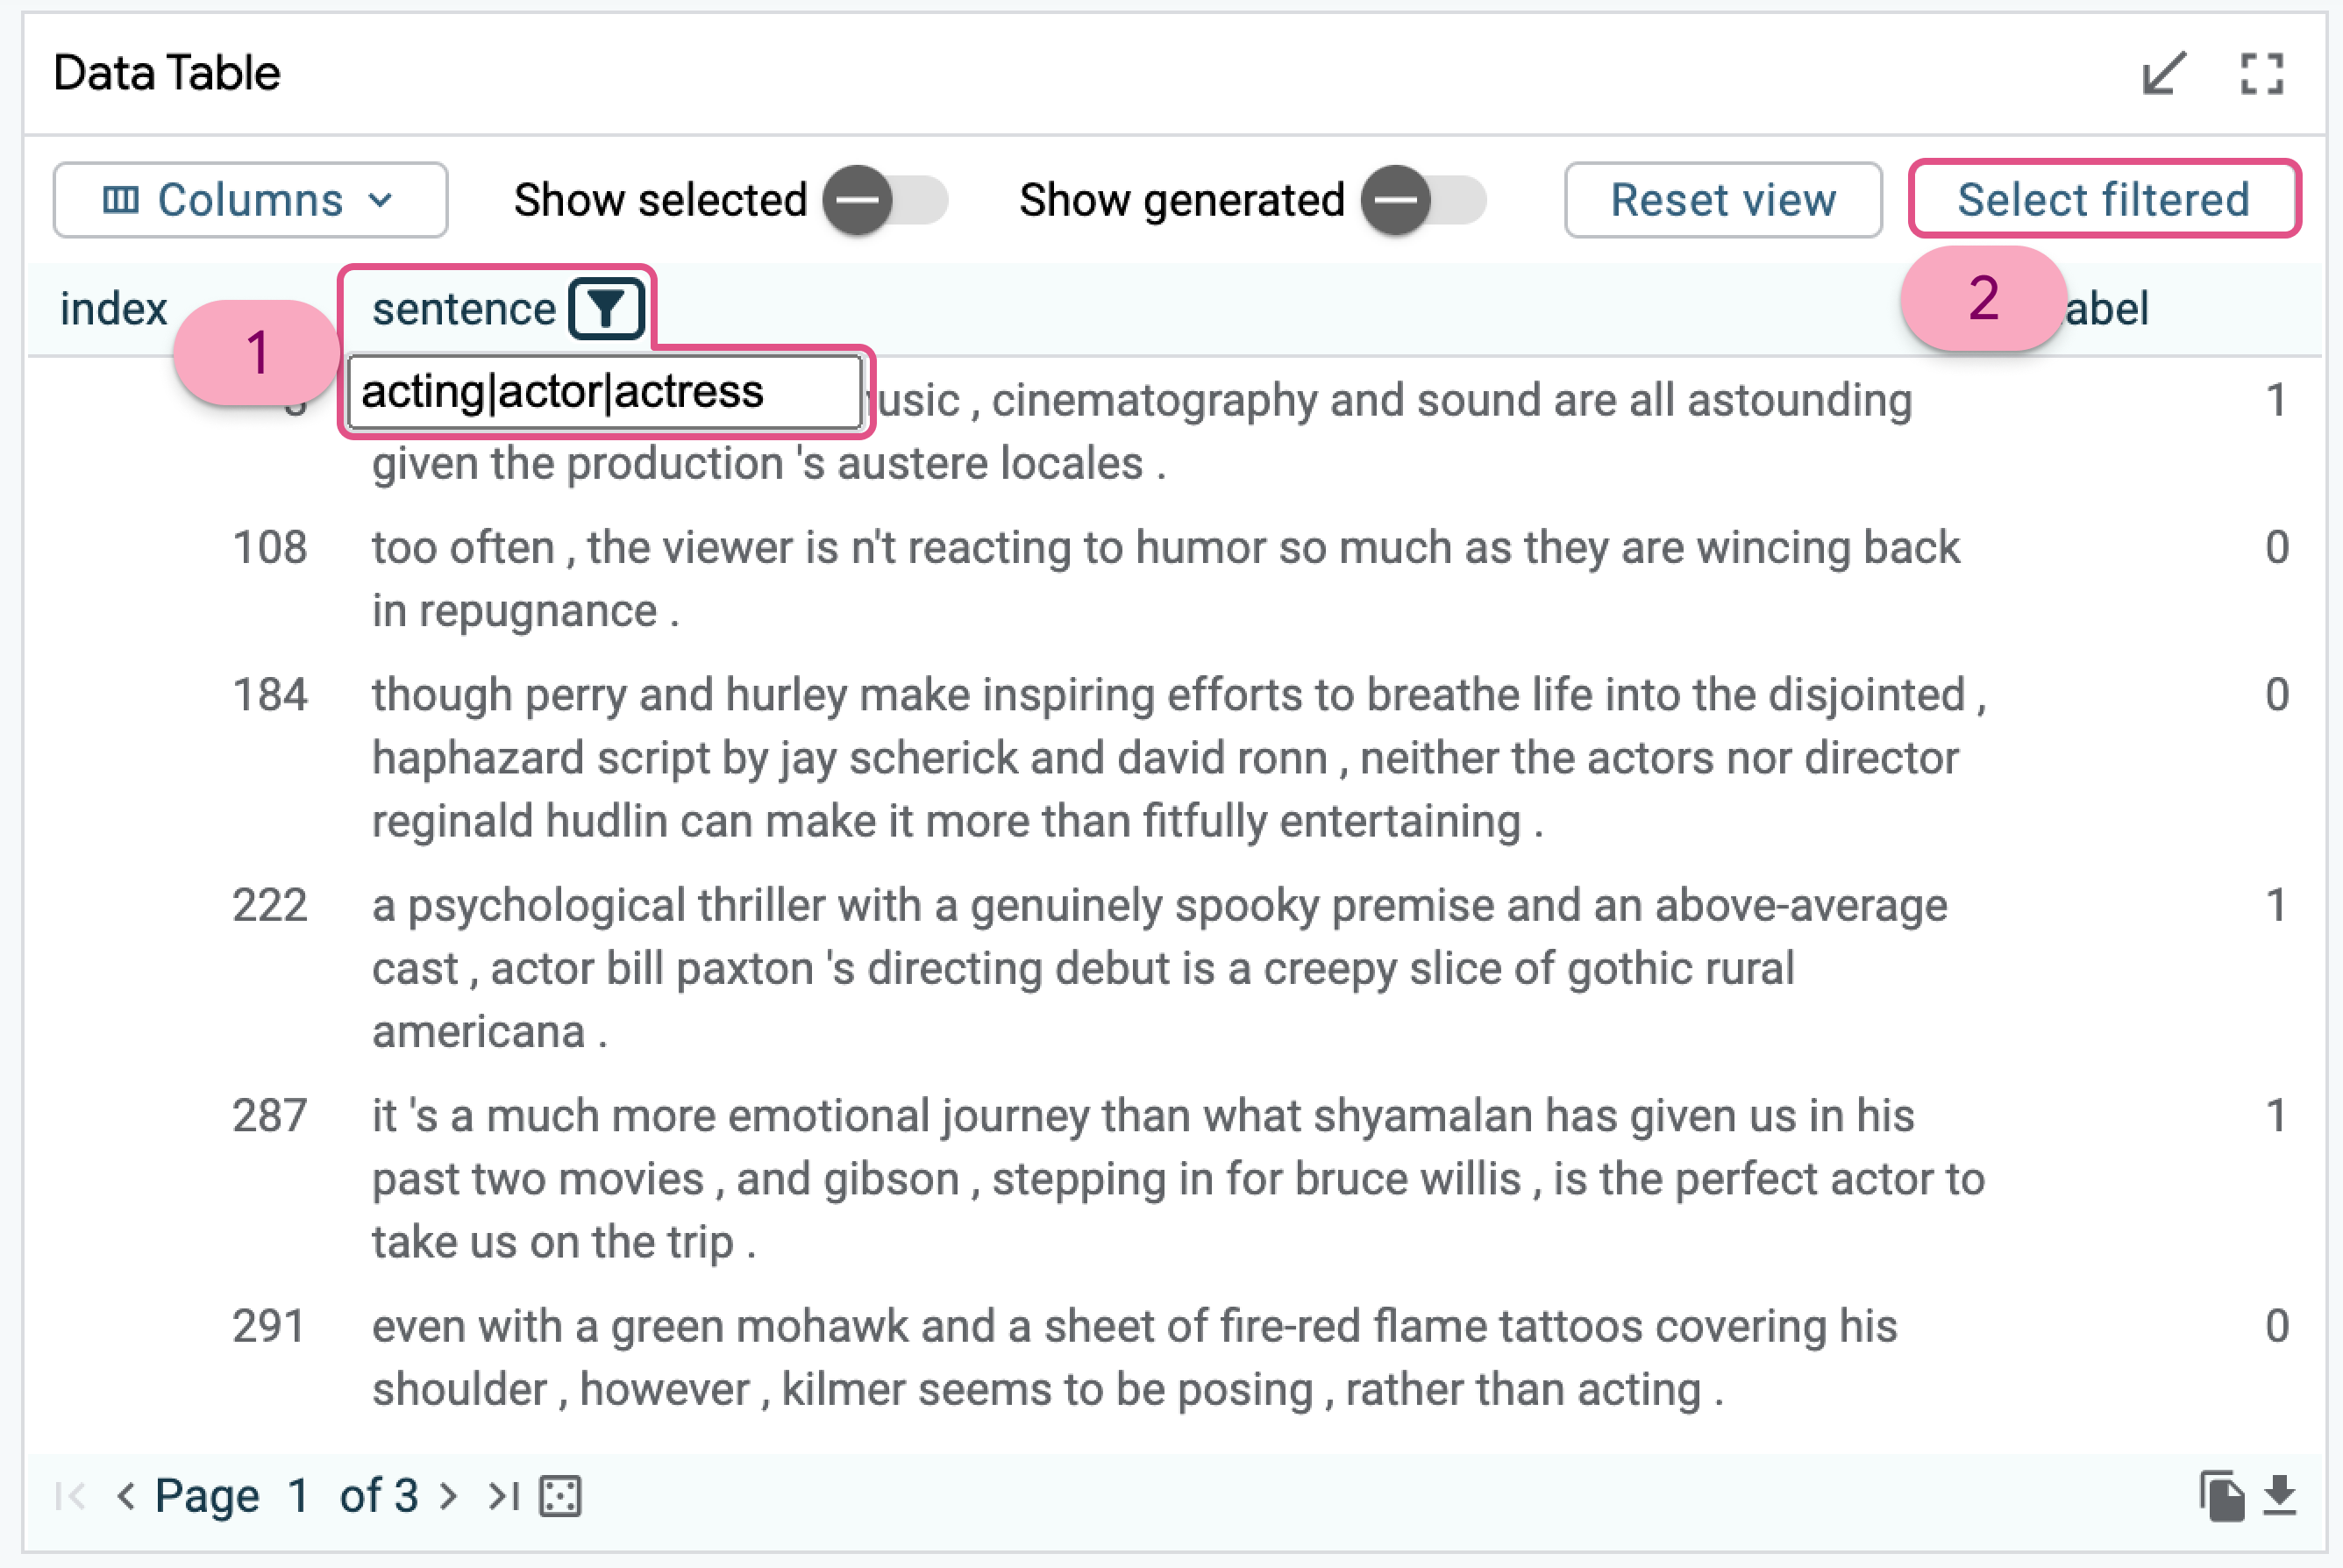 Data Table
Columns Show selected Show generated Reset view Select filtered
index 1 sentence 2 abel
acting|actor|actress usic , cinematography and sound are all astounding 1
given the production 's austere locales .
108 too often , the viewer is n't reacting to humor so much as they are wincing back 0
in repugnance .
184 though perry and hurley make inspiring efforts to breathe life into the disjointed , 0
haphazard script by jay scherick and david ronn , neither the actors nor director
reginald hudlin can make it more than fitfully entertaining .
222 a psychological thriller with a genuinely spooky premise and an above-average 1
cast , actor bill paxton 's directing debut is a creepy slice of gothic rural
americana .
287 it 's a much more emotional journey than what shyamalan has given us in his 1
past two movies , and gibson , stepping in for bruce willis , is the perfect actor to
take us on the trip .
291 even with a green mohawk and a sheet of fire-red flame tattoos covering his 0
shoulder , however , kilmer seems to be posing , rather than acting .
Page 1 of 3